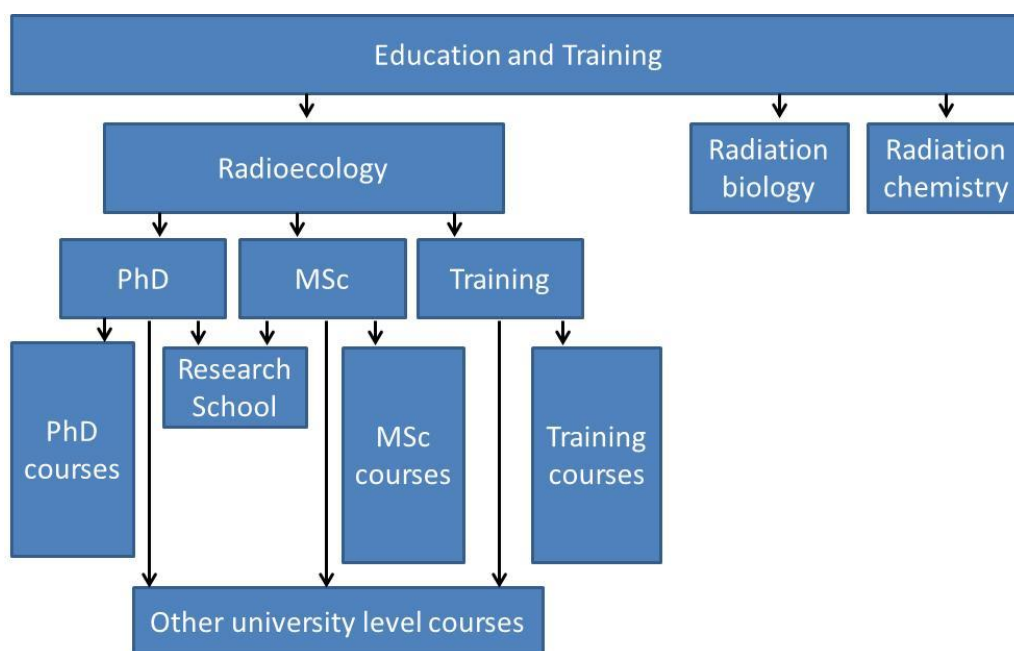 Education and Training
Radioecology
Radiation
biology
Radiation
chemistry
PhD
MSc
Training
PhD
courses
Research
School
MSc
courses
Training
courses
Other university level courses